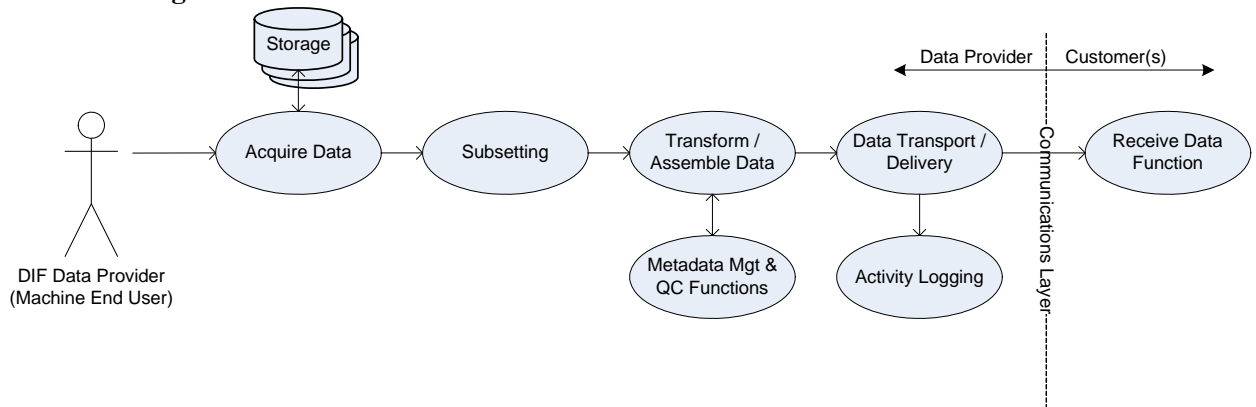 g
Storage
Data Provider
Customer(s)
Acquire Data
Subsetting
Transform /
Assemble Data
Data Transport /
Delivery
Communications Layer
Receive Data
Function
DIF Data Provider
(Machine End User)
Metadata Mgt &
QC Functions
Activity Logging